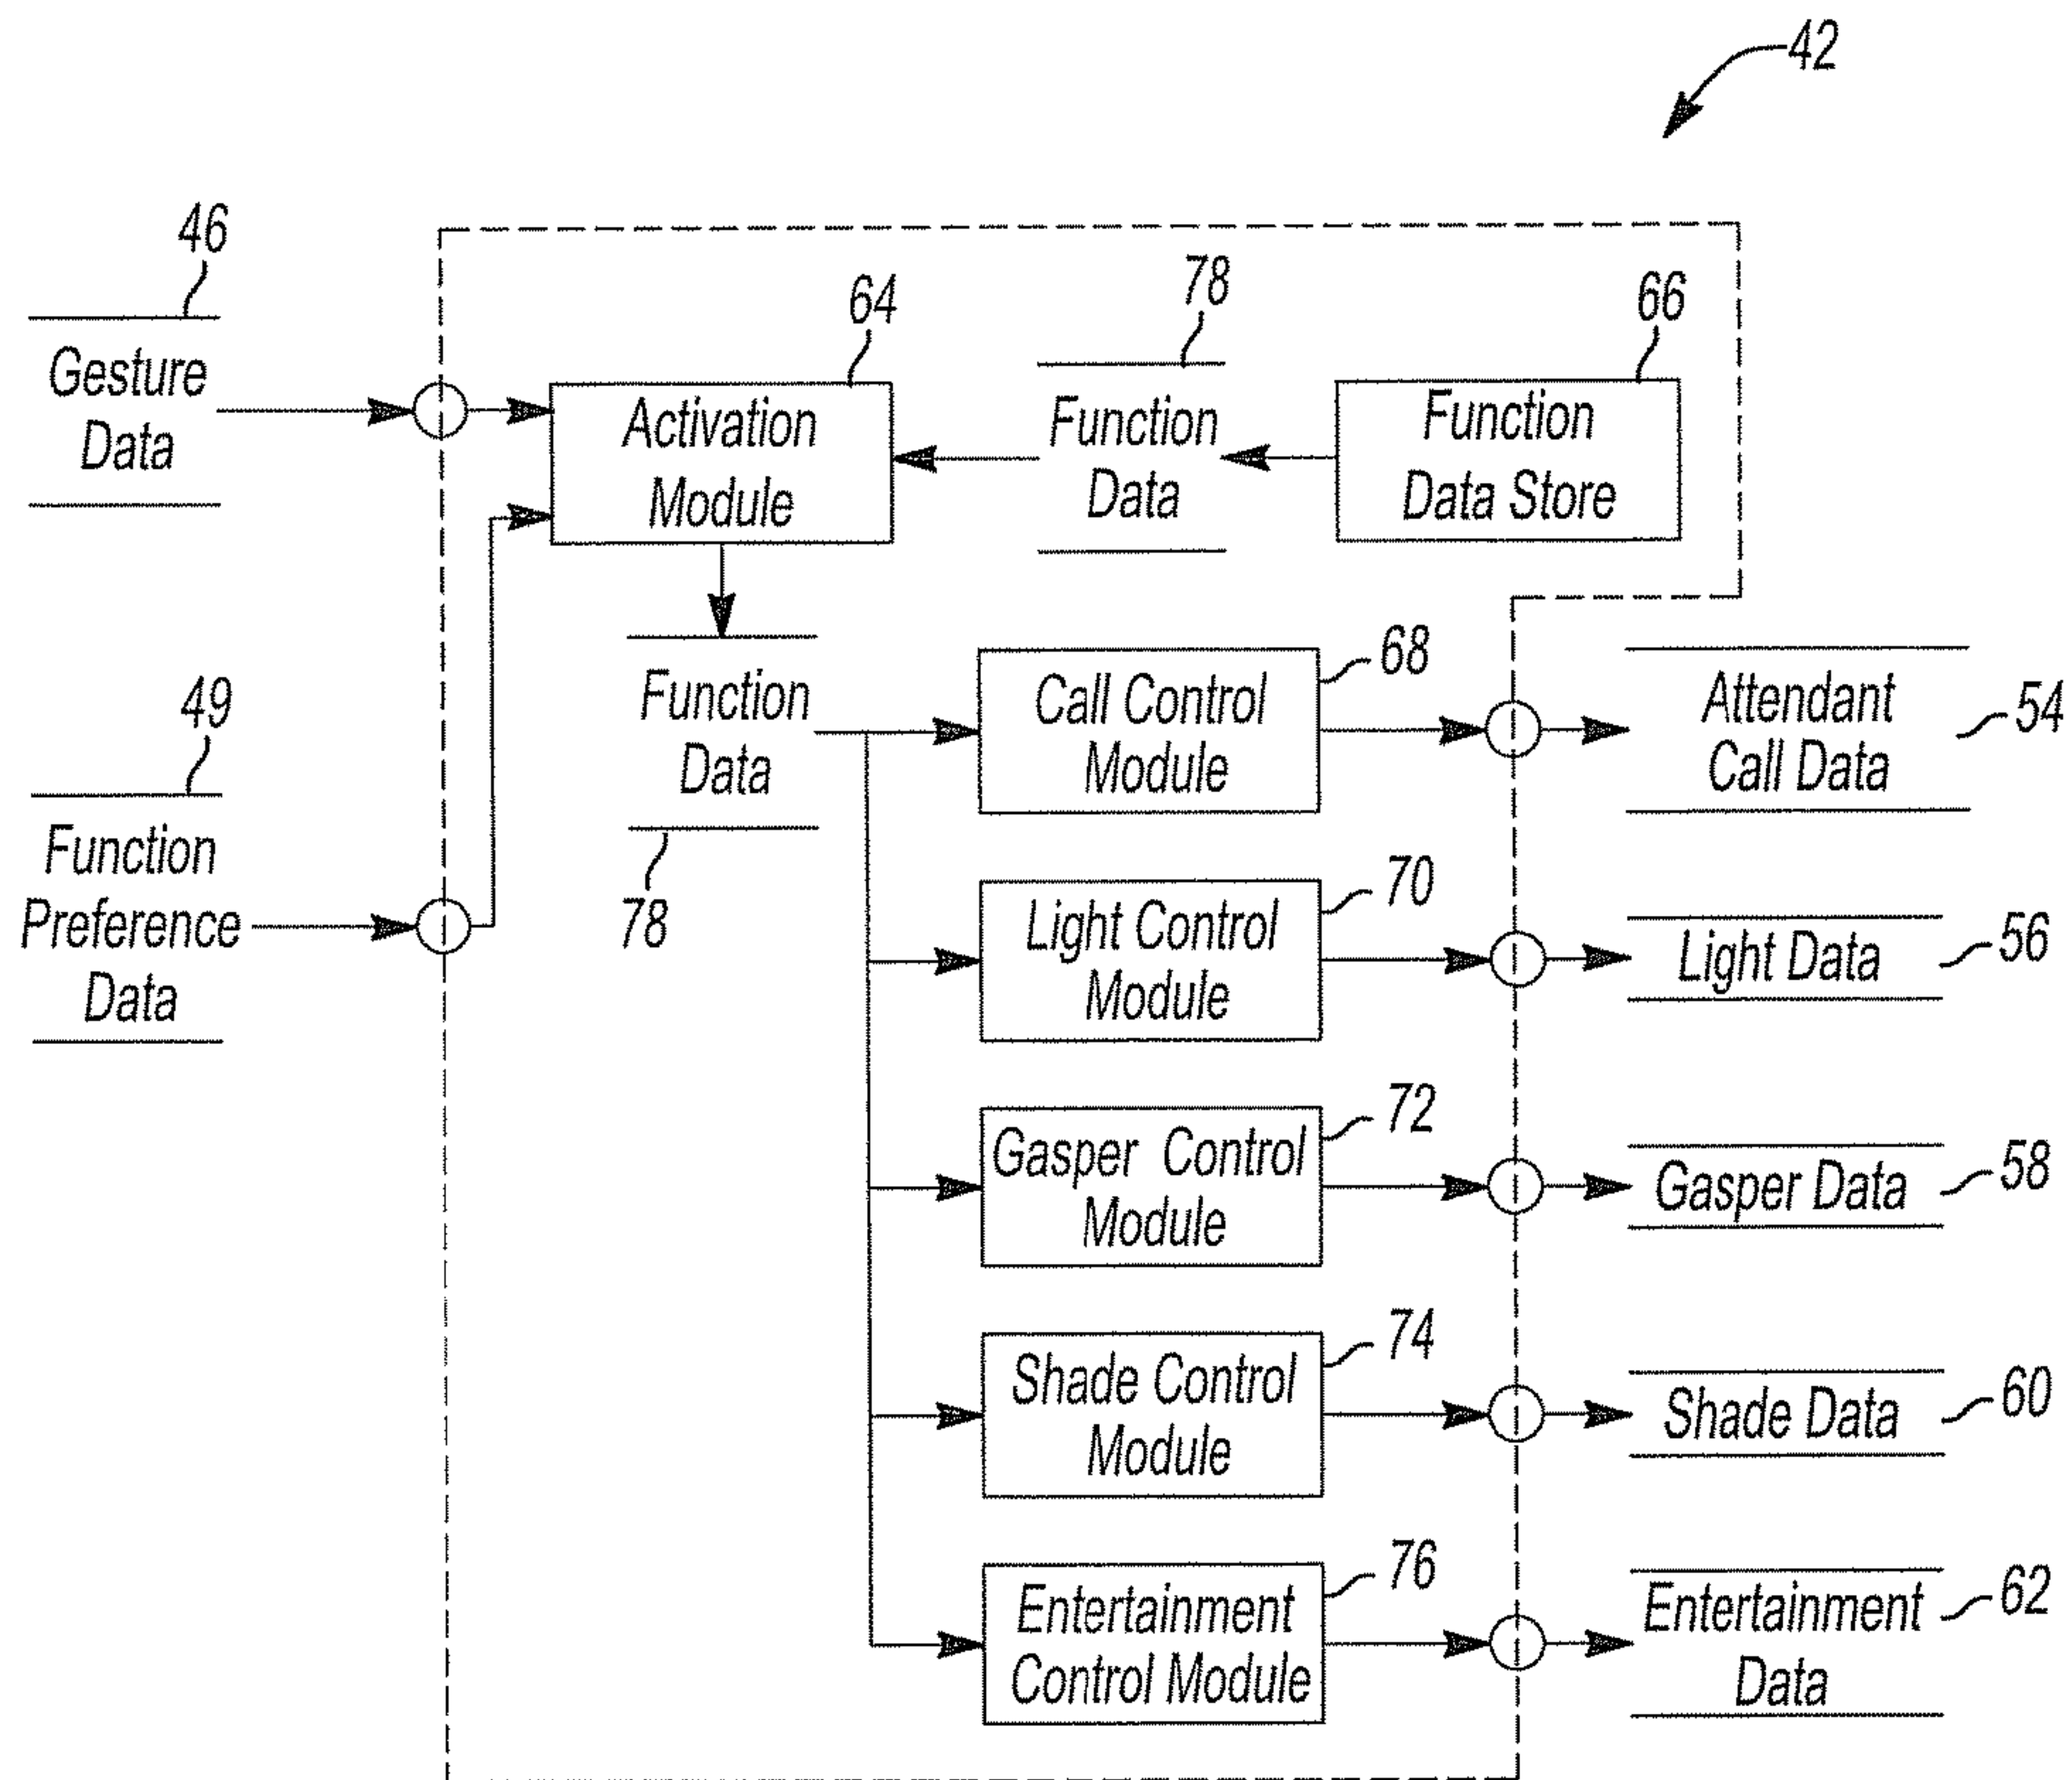 42
46
Gesture
Data
64
Activation
Module
78
Function
Data
66
Function
Data Store
49
Function
Preference
Data
Function
Data
78
68
Call Control
Module
Attendant
Call Data
54
70
Light Control
Module
Light Data
56
72
Gasper Control
Module
Gasper Data
58
74
Shade Control
Module
Shade Data
60
76
Entertainment
Control Module
Entertainment
Data
62